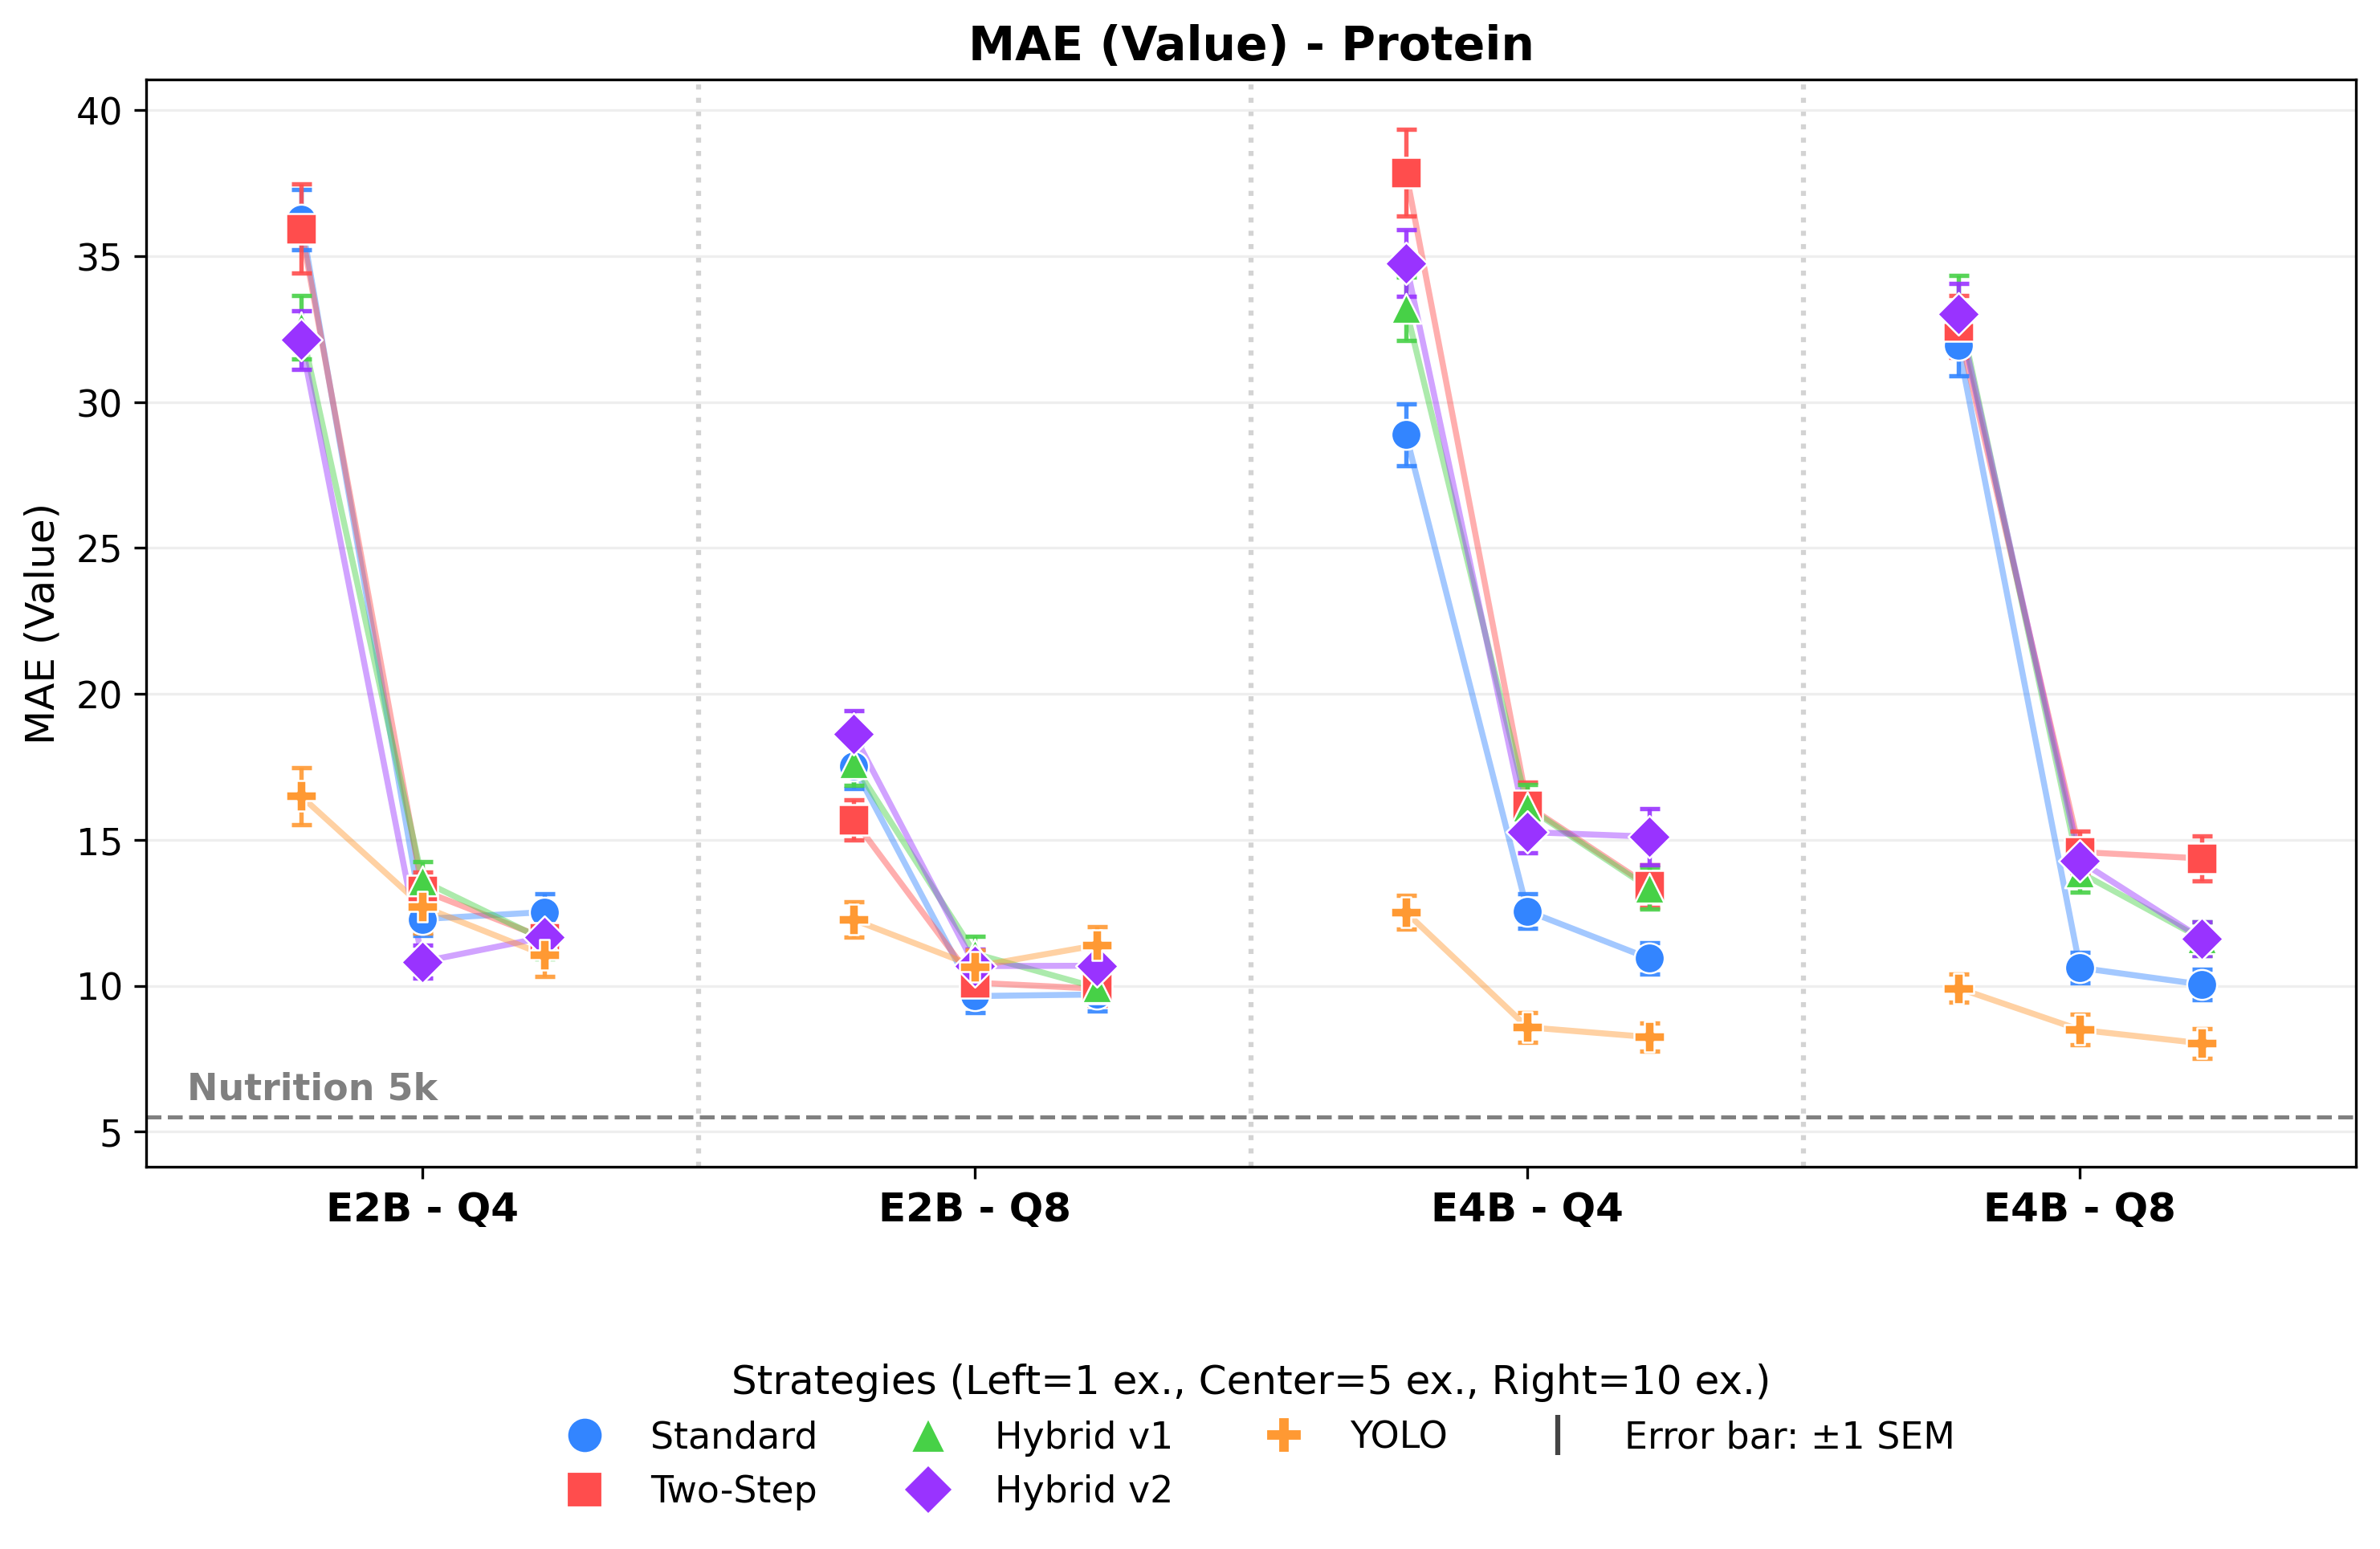 MAE (Value) - Protein
MAE (Value)
40
35
30
25
20
15
10
5
Nutrition 5k
E2B - Q4
E2B - Q8
E4B - Q4
E4B - Q8
Strategies (Left=1 ex., Center=5 ex., Right=10 ex.)
Standard
Two-Step
Hybrid v1
Hybrid v2
YOLO
Error bar: ±1 SEM